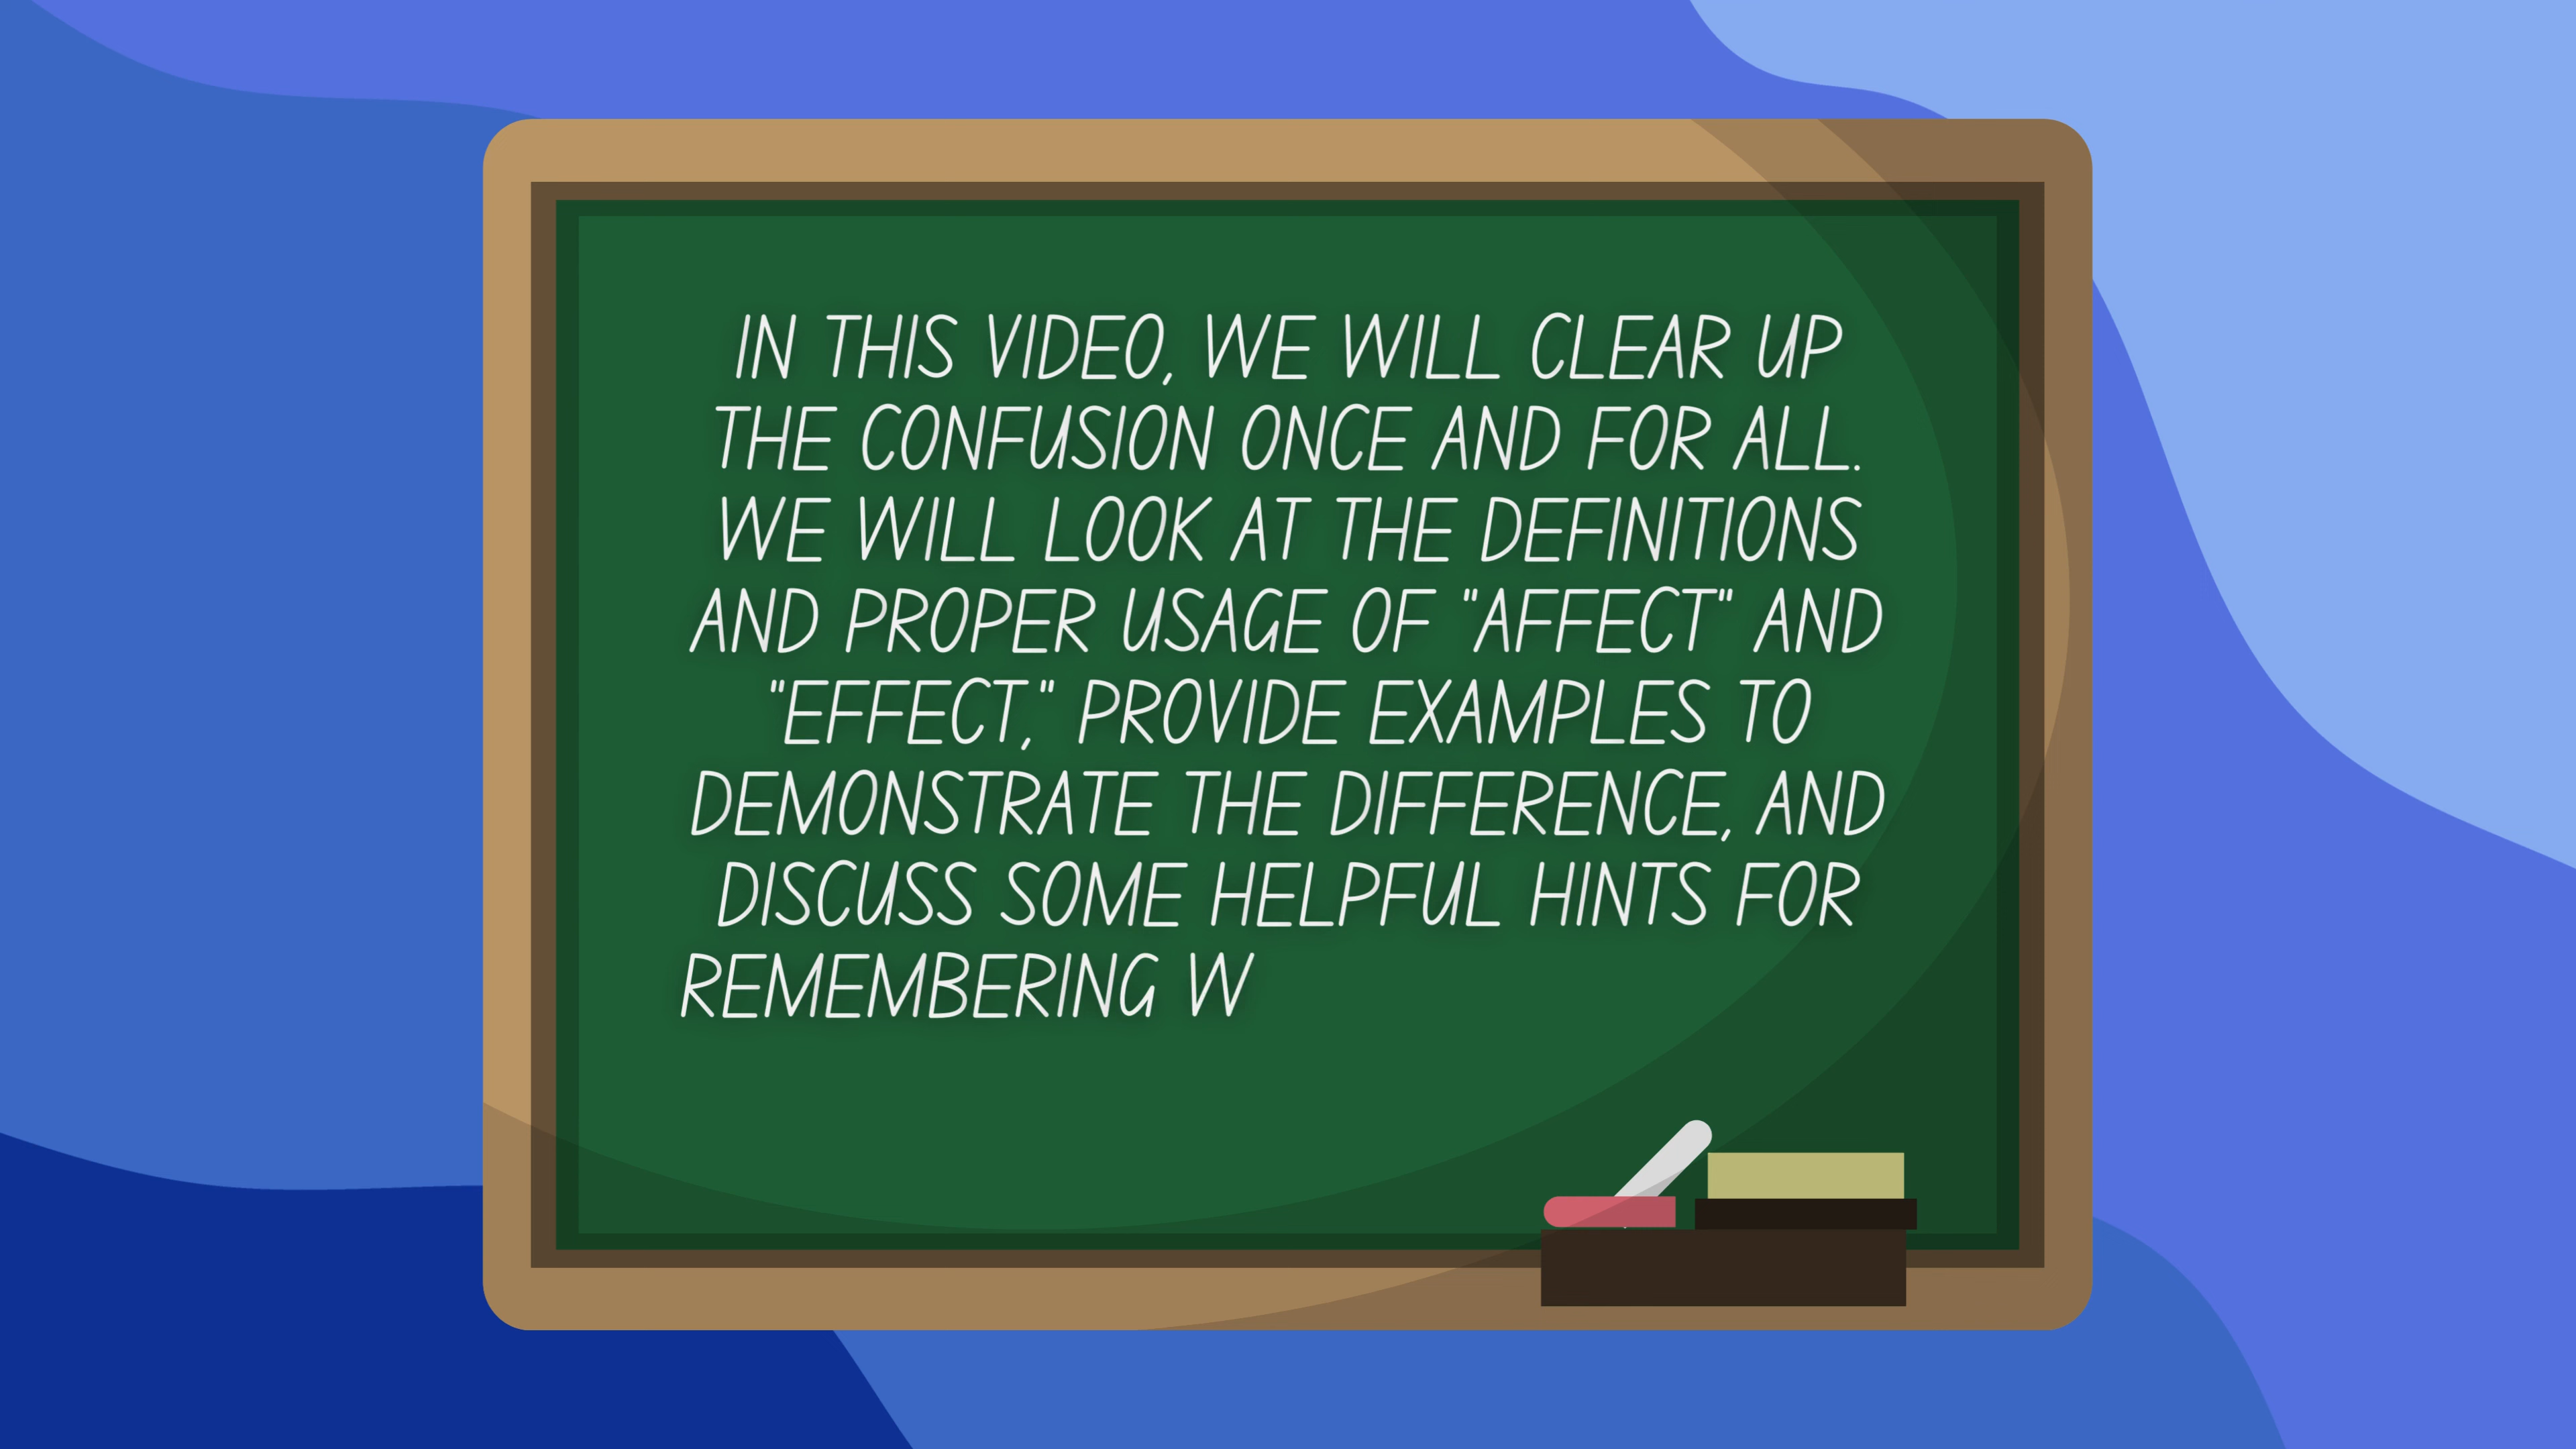 IN THIS VIDEO, WE WILL CLEAR UP
THE CONFUSION ONCE AND FOR ALL.
WE WILL LOOK AT THE DEFINITIONS
AND PROPER USAGE OF "AFFECT" AND
"EFFECT," PROVIDE EXAMPLES TO
DEMONSTRATE THE DIFFERENCE, AND
DISCUSS SOME HELPFUL HINTS FOR
REMEMBERING W